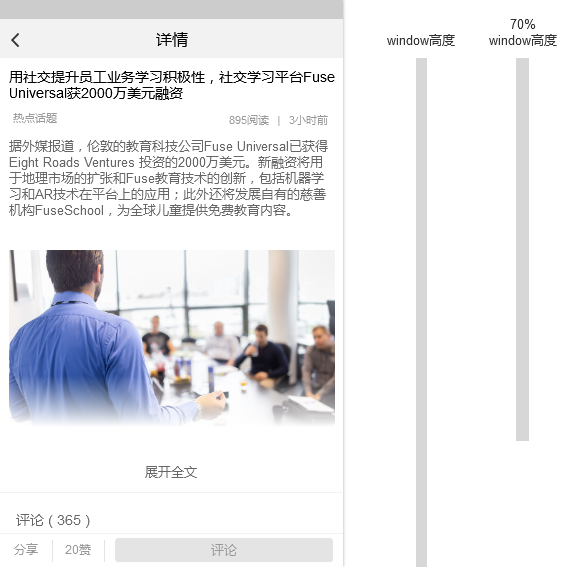 详情
70%
window高度
window高度
用社交提升员工业务学习积极性，社交学习平台Fuse
Universal获2000万美元融资
热点话题
895阅读 | 3小时前
据外媒报道，伦敦的教育科技公司Fuse Universal已获得
Eight Roads Ventures 投资的2000万美元。新融资将用
于地理市场的扩张和Fuse教育技术的创新，包括机器学
习和AR技术在平台上的应用；此外还将发展自有的慈善
机构FuseSchool，为全球儿童提供免费教育内容。
展开全文
评论 ( 365 )
分享
20赞
评论